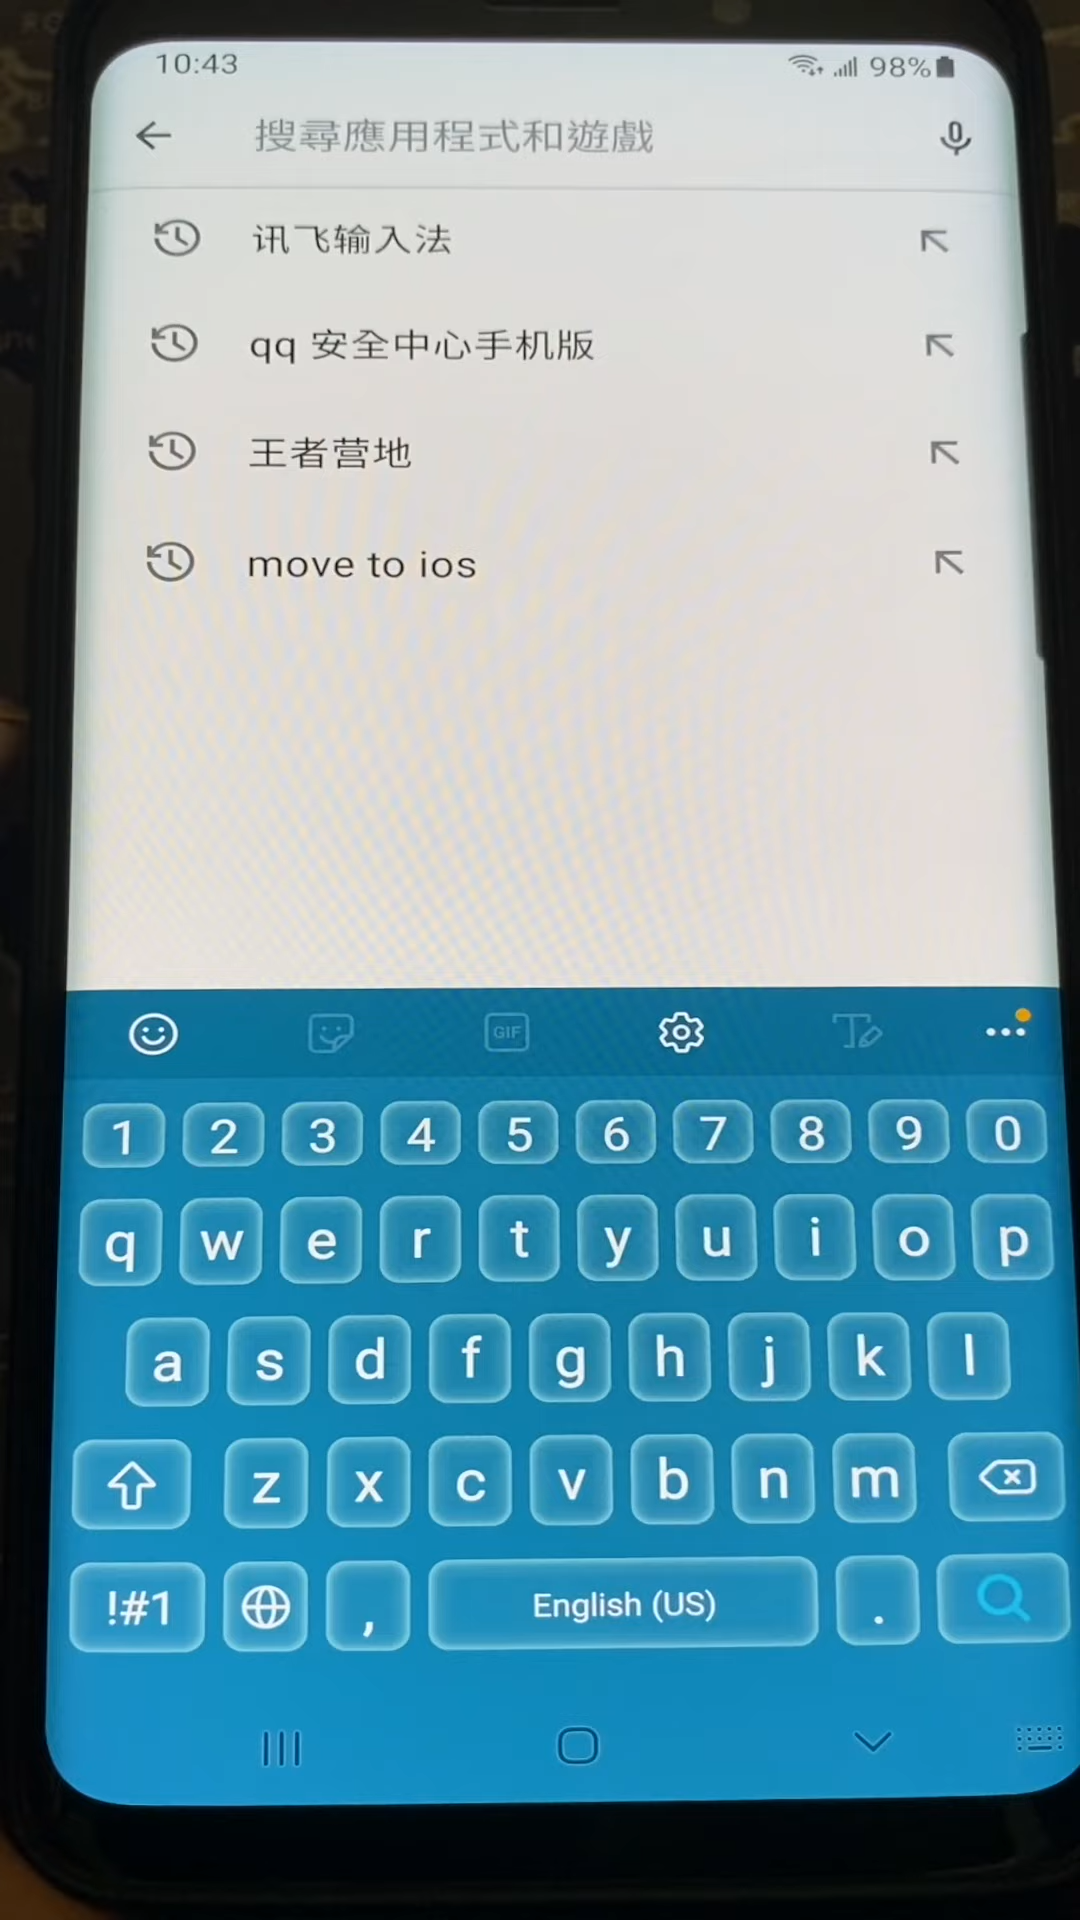 10:43
98%
搜尋應用程式和遊戲
讯飞输入法
qq 安全中心手机版
王者营地
move to ios
GIF
1 2 3 4 5 6 7 8 9 0
q w e r t y u i o p
a s d f g h j k l
z x c v b n m
!#1 , English (US) .